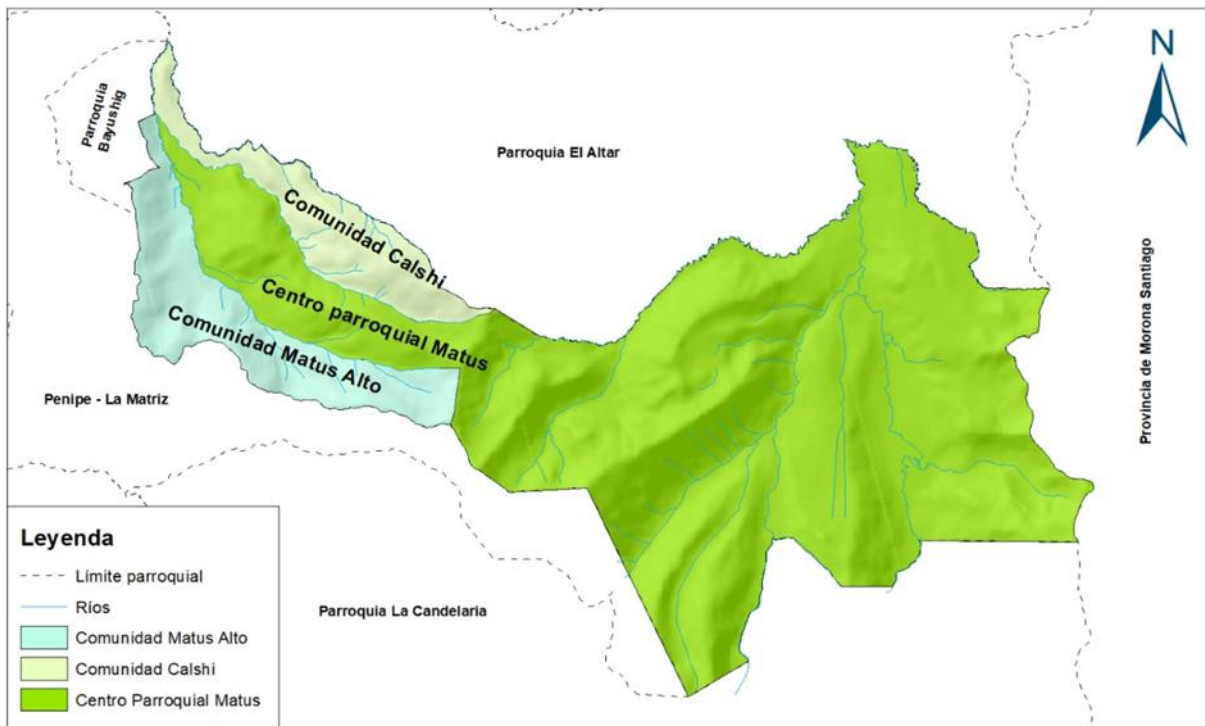 N
Parroquia
Bayushig
Parroquia El Altar
Comunidad Calshi
Centro parroquial Matus
Comunidad Matus Alto
Provincia de Morona Santiago
Penipe - La Matriz
Parroquia La Candelaria
Leyenda
Límite parroquial
Ríos
Comunidad Matus Alto
Comunidad Calshi
Centro Parroquial Matus